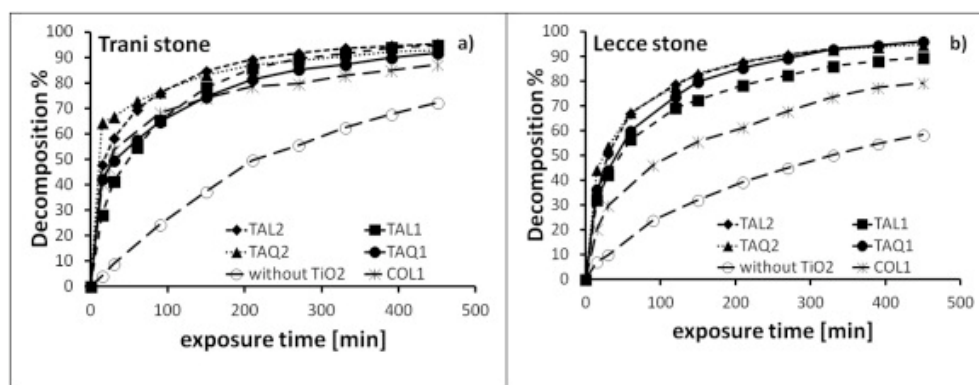 Trani stone
a)
Decomposition %
100
90
80
70
60
50
40
30
20
10
0
TAL2
TAL1
TAQ2
TAQ1
without TiO2
COL1
0 100 200 300 400 500
exposure time [min]
Lecce stone
b)
Decomposition %
100
90
80
70
60
50
40
30
20
10
0
TAL2
TAL1
TAQ2
TAQ1
without TiO2
COL1
0 100 200 300 400 500
exposure time [min]